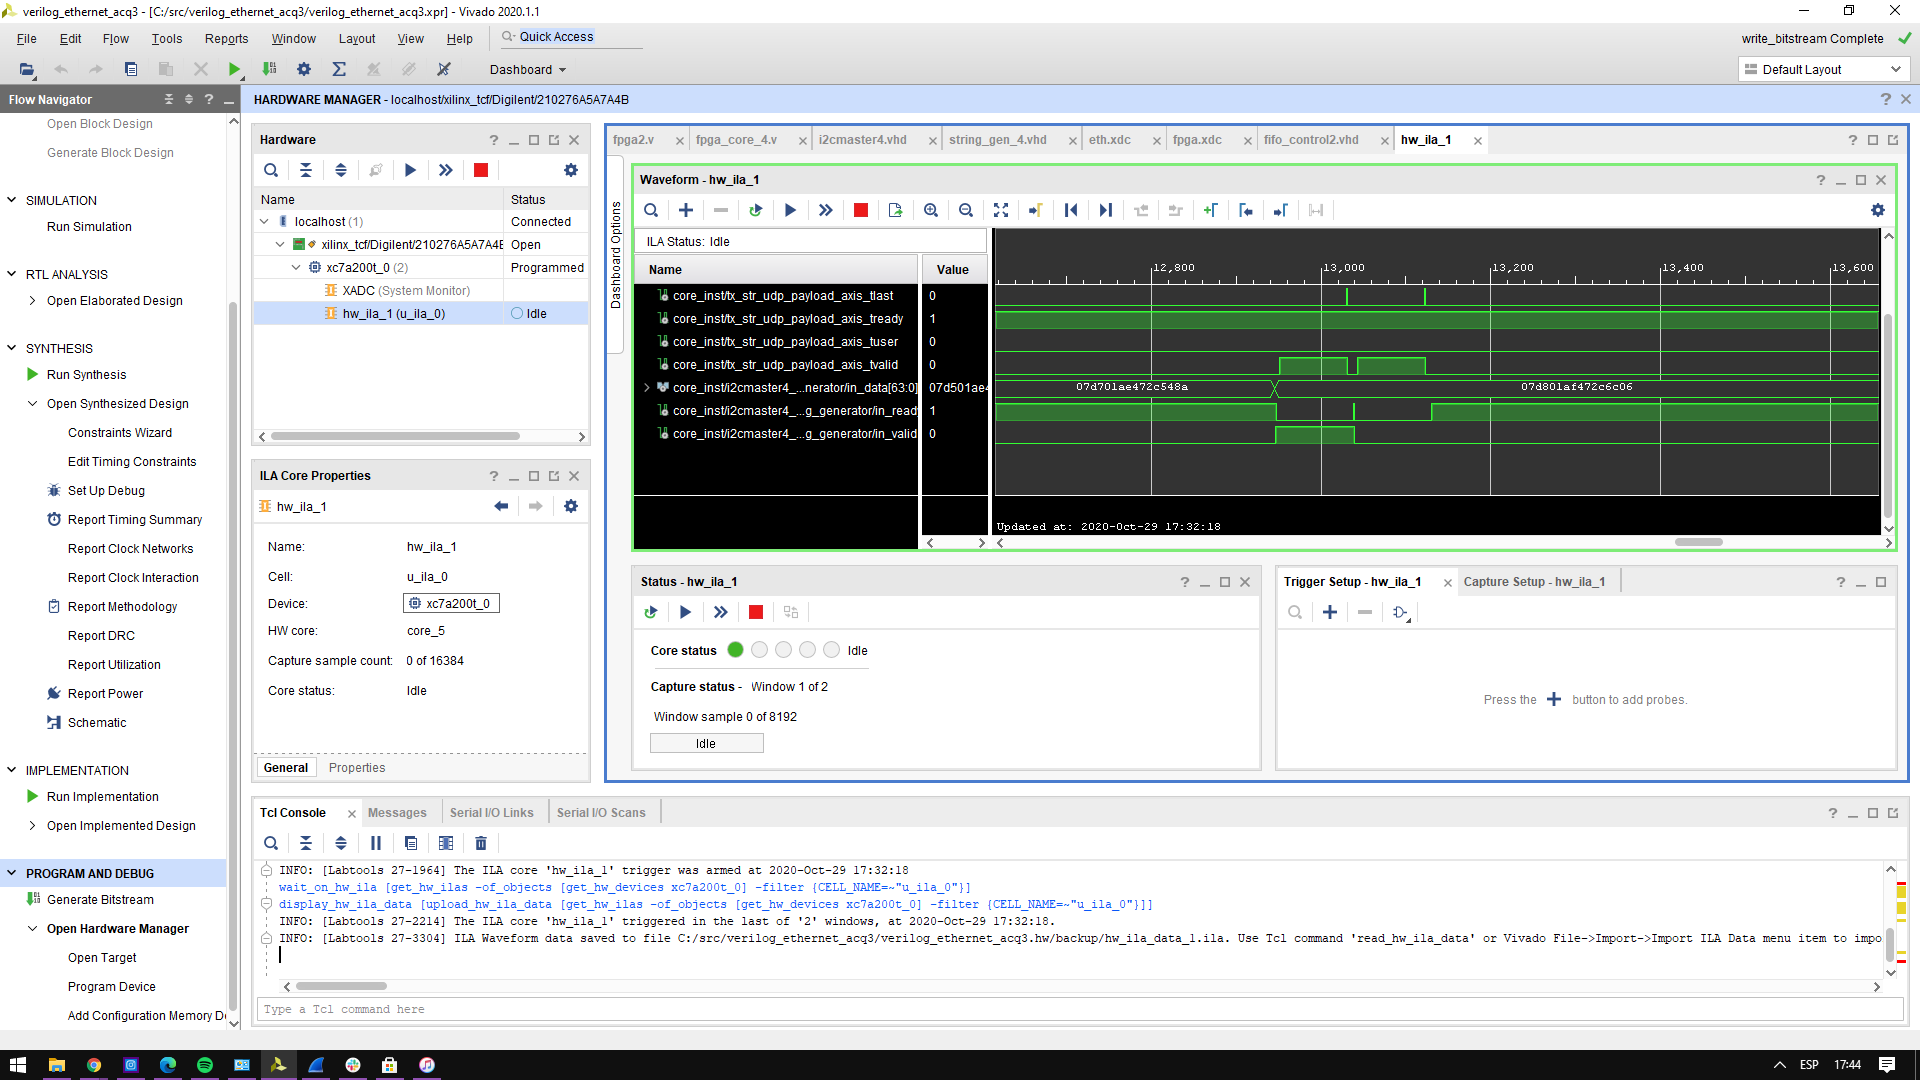 verilog_ethernet_acq3 - [C:/src/verilog_ethernet_acq3/verilog_ethernet_acq3.xpr] - Vivado 2020.1.1
File Edit Flow Tools Reports Window Layout View Help Quick Access
write_bitstream Complete
Dashboard
Default Layout
Flow Navigator
HARDWARE MANAGER - localhost/xilinx_tcf/Digilent/210276A5A7A4B
Open Block Design
Generate Block Design
SIMULATION
Run Simulation
RTL ANALYSIS
Open Elaborated Design
SYNTHESIS
Run Synthesis
Open Synthesized Design
Constraints Wizard
Edit Timing Constraints
Set Up Debug
Report Timing Summary
Report Clock Networks
Report Clock Interaction
Report Methodology
Report DRC
Report Utilization
Report Power
Schematic
IMPLEMENTATION
Run Implementation
Open Implemented Design
PROGRAM AND DEBUG
Generate Bitstream
Open Hardware Manager
Open Target
Program Device
Add Configuration Memory D
Hardware
Name Status
localhost (1) Connected
xilinx_tcf/Digilent/210276A5A7A4B Open
xc7a200t_0 (2) Programmed
XADC (System Monitor)
hw_ila_1 (u_ila_0) Idle
ILA Core Properties
hw_ila_1
Name: hw_ila_1
Cell: u_ila_0
Device: xc7a200t_0
HW core: core_5
Capture sample count: 0 of 16384
Core status: Idle
General Properties
fpga2.v fpga_core_4.v i2cmaster4.vhd string_gen_4.vhd eth.xdc fpga.xdc fifo_control2.vhd hw_ila_1
Dashboard Options
Waveform - hw_ila_1
ILA Status: Idle
Name Value
12,800 13,000 13,200 13,400 13,600
core_inst/tx_str_udp_payload_axis_tlast 0
core_inst/tx_str_udp_payload_axis_tready 1
core_inst/tx_str_udp_payload_axis_tuser 0
core_inst/tx_str_udp_payload_axis_tvalid 0
core_inst/i2cmaster4_...nerator/in_data[63:0] 07d501ae4 07d701ae472c548a 07d801af472c6c06
core_inst/i2cmaster4_...g_generator/in_read 1
core_inst/i2cmaster4_...g_generator/in_valid 0
Updated at: 2020-Oct-29 17:32:18
Status - hw_ila_1
Core status Idle
Capture status - Window 1 of 2
Window sample 0 of 8192
Idle
Trigger Setup - hw_ila_1 Capture Setup - hw_ila_1
Press the + button to add probes.
Tcl Console Messages Serial I/O Links Serial I/O Scans
INFO: [Labtools 27-1964] The ILA core 'hw_ila_1' trigger was armed at 2020-Oct-29 17:32:18
wait_on_hw_ila [get_hw_ilas -of_objects [get_hw_devices xc7a200t_0] -filter {CELL_NAME=~"u_ila_0"}]
display_hw_ila_data [upload_hw_ila_data [get_hw_ilas -of_objects [get_hw_devices xc7a200t_0] -filter {CELL_NAME=~"u_ila_0"}]]
INFO: [Labtools 27-2214] The ILA core 'hw_ila_1' triggered in the last of '2' windows, at 2020-Oct-29 17:32:18.
INFO: [Labtools 27-3304] ILA Waveform data saved to file C:/src/verilog_ethernet_acq3/verilog_ethernet_acq3.hw/backup/hw_ila_data_1.ila. Use Tcl command 'read_hw_ila_data' or Vivado File->Import->Import ILA Data menu item to impo
Type a Tcl command here
ESP 17:44